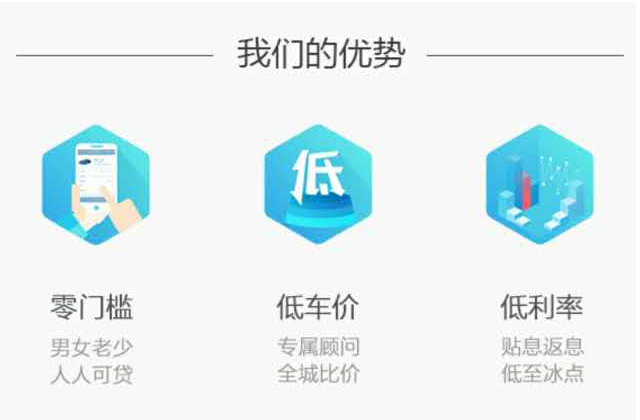 我们的优势
低
零门槛
低车价
低利率
男女老少
人人可贷
专属顾问
全城比价
贴息返息
低至冰点